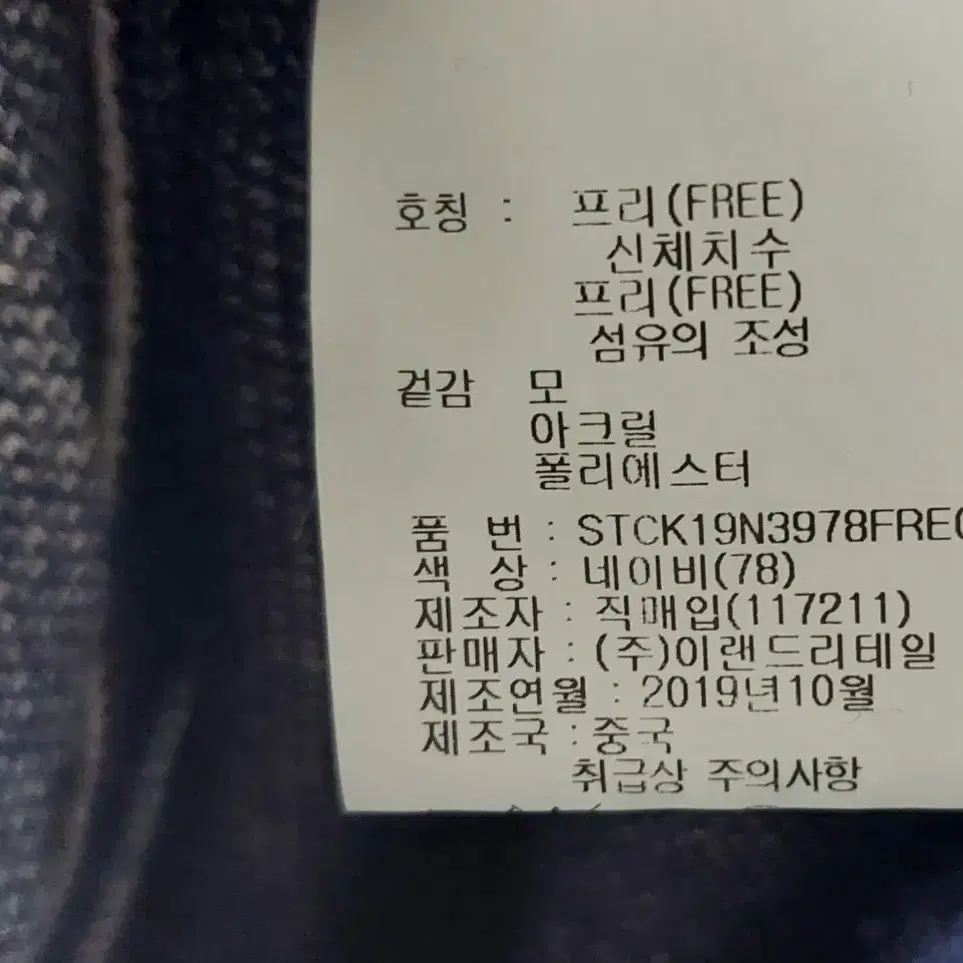 호칭 : 프리(FREE)
신체치수
프리(FREE)
섬유의 조성
겉감 모
아크릴
폴리에스터
품 번 : STCK19N3978FRE
색 상 : 네이비(78)
제조자 : 직매입(117211)
판매자 : (주)이랜드리테일
제조연월 : 2019년10월
제조국 : 중국
취급상 주의사항